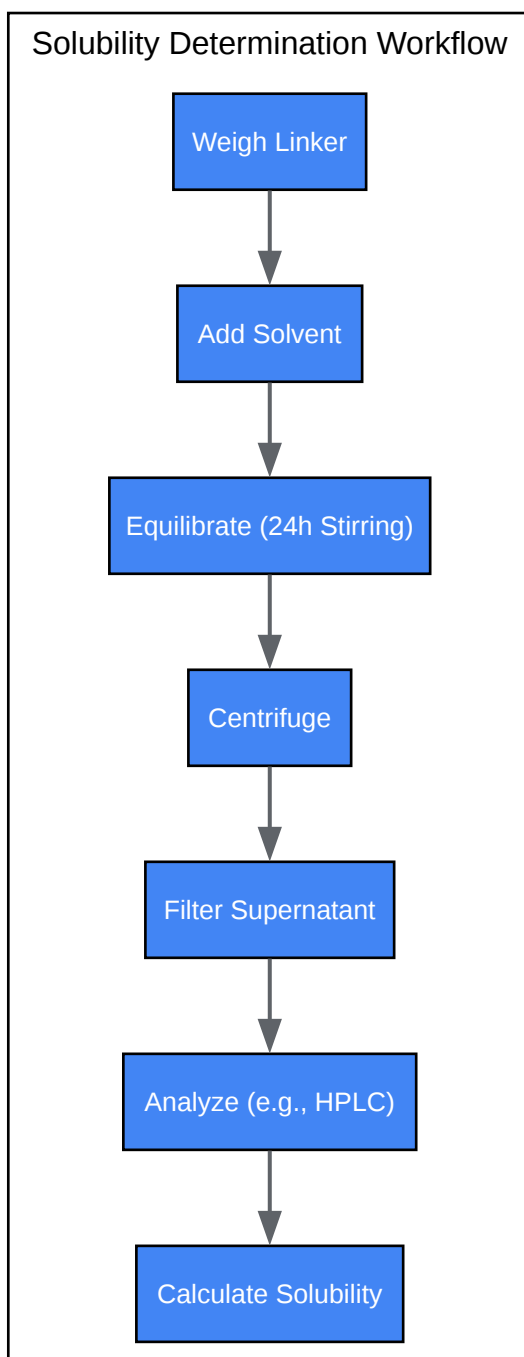 Solubility Determination Workflow
Weigh Linker
Add Solvent
Equilibrate (24h Stirring)
Centrifuge
Filter Supernatant
Analyze (e.g., HPLC)
Calculate Solubility